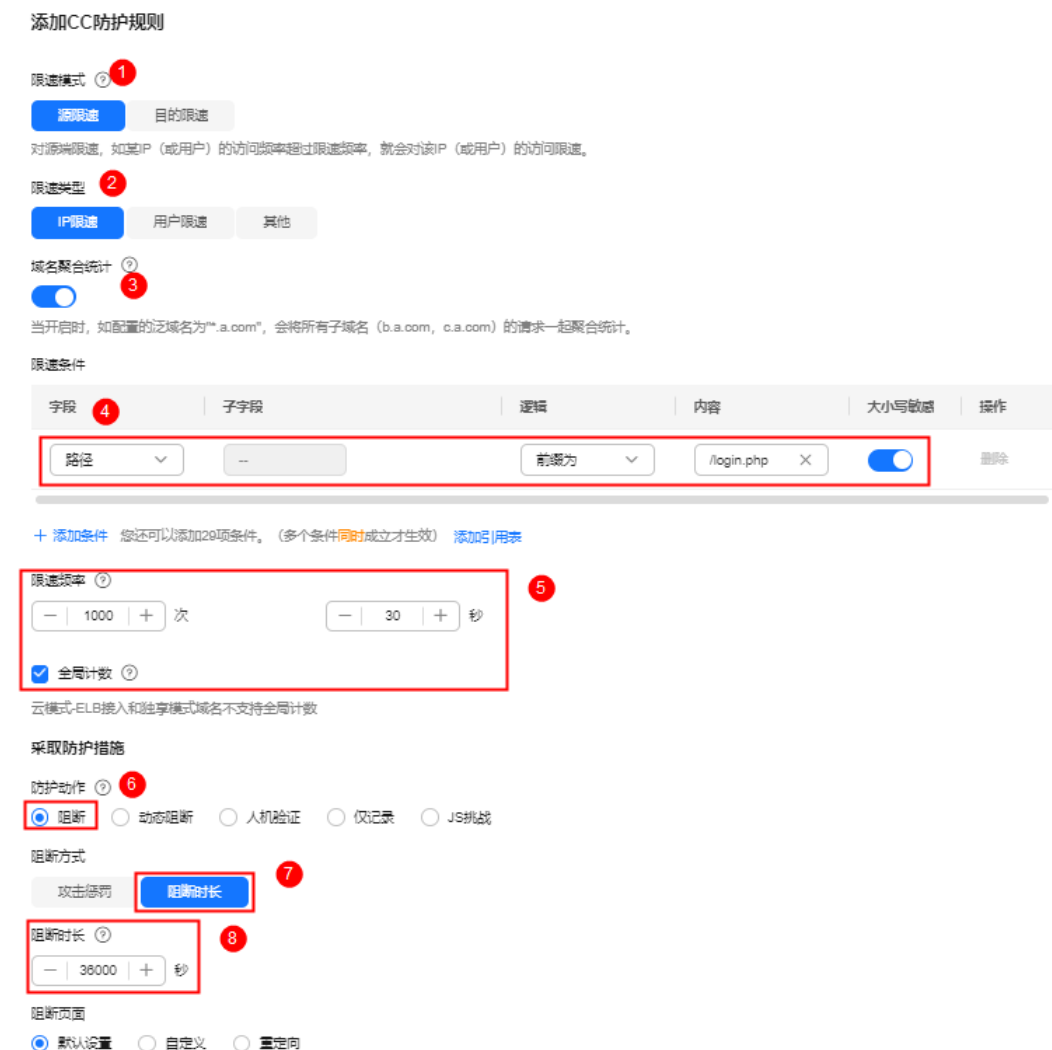 添加CC防护规则
限速模式 ? 1
源限速 目的限速
对源端限速，如某IP（或用户）的访问频率超过限速频率，就会对该IP（或用户）的访问限速。
限速类型 2
IP限速 用户限速 其他
域名聚合统计 ?
3
当开启时，如配置的泛域名为"*.a.com"，会将所有子域名（b.a.com，c.a.com）的请求一起聚合统计。
限速条件
字段 4 子字段 逻辑 内容 大小写敏感 操作
路径 -- 前缀为 /login.php × 删除
+ 添加条件 您还可以添加29项条件。（多个条件同时成立才生效） 添加引用表
限速频率 ? 5
− 1000 + 次 − 30 + 秒
全局计数 ?
云模式-ELB接入和独享模式域名不支持全局计数
采取防护措施
防护动作 ? 6
阻断 动态阻断 人机验证 仅记录 JS挑战
阻断方式
7
攻击惩罚 阻断时长
阻断时长 ? 8
− 36000 + 秒
阻断页面
默认设置 自定义 重定向